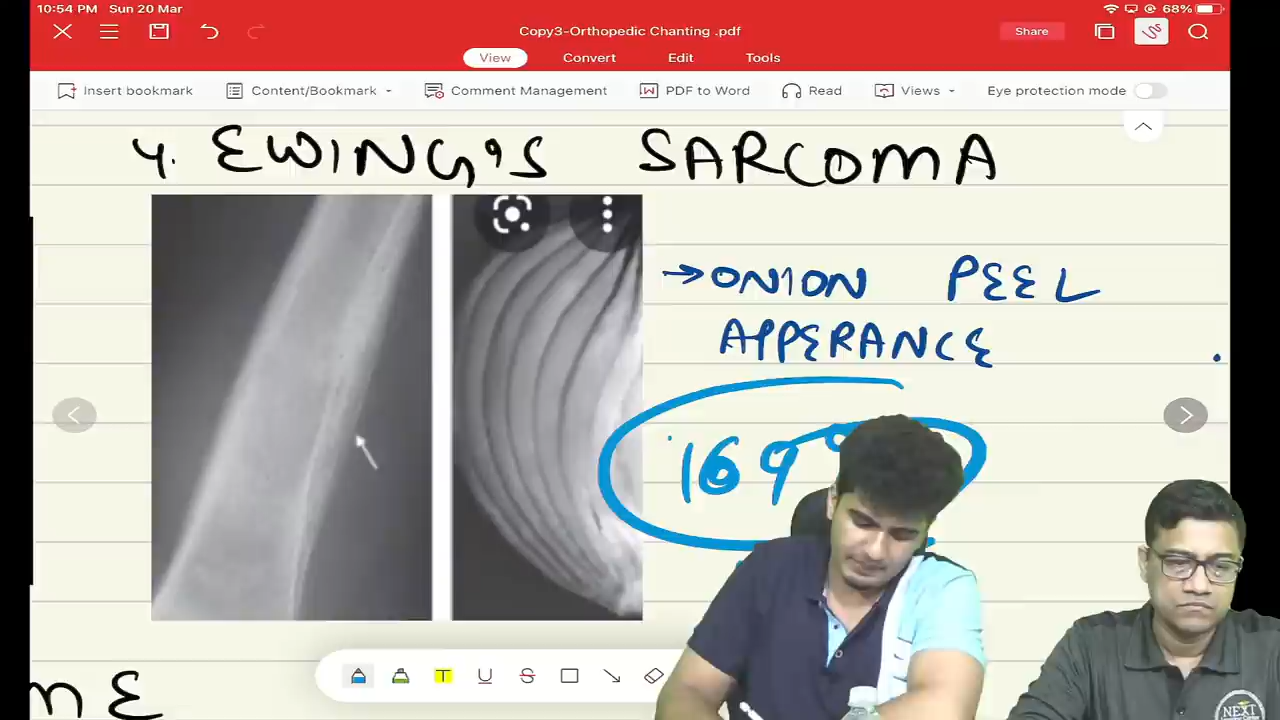 10:54 PM Sun 20 Mar
68%
Copy3-Orthopedic Chanting .pdf
Share
View Convert Edit Tools
Insert bookmark Content/Bookmark Comment Management PDF to Word Read Views Eye protection mode
4. EWING'S SARCOMA
→ ONION PEEL
APPERANCE
169
T U S
ME
NEXT